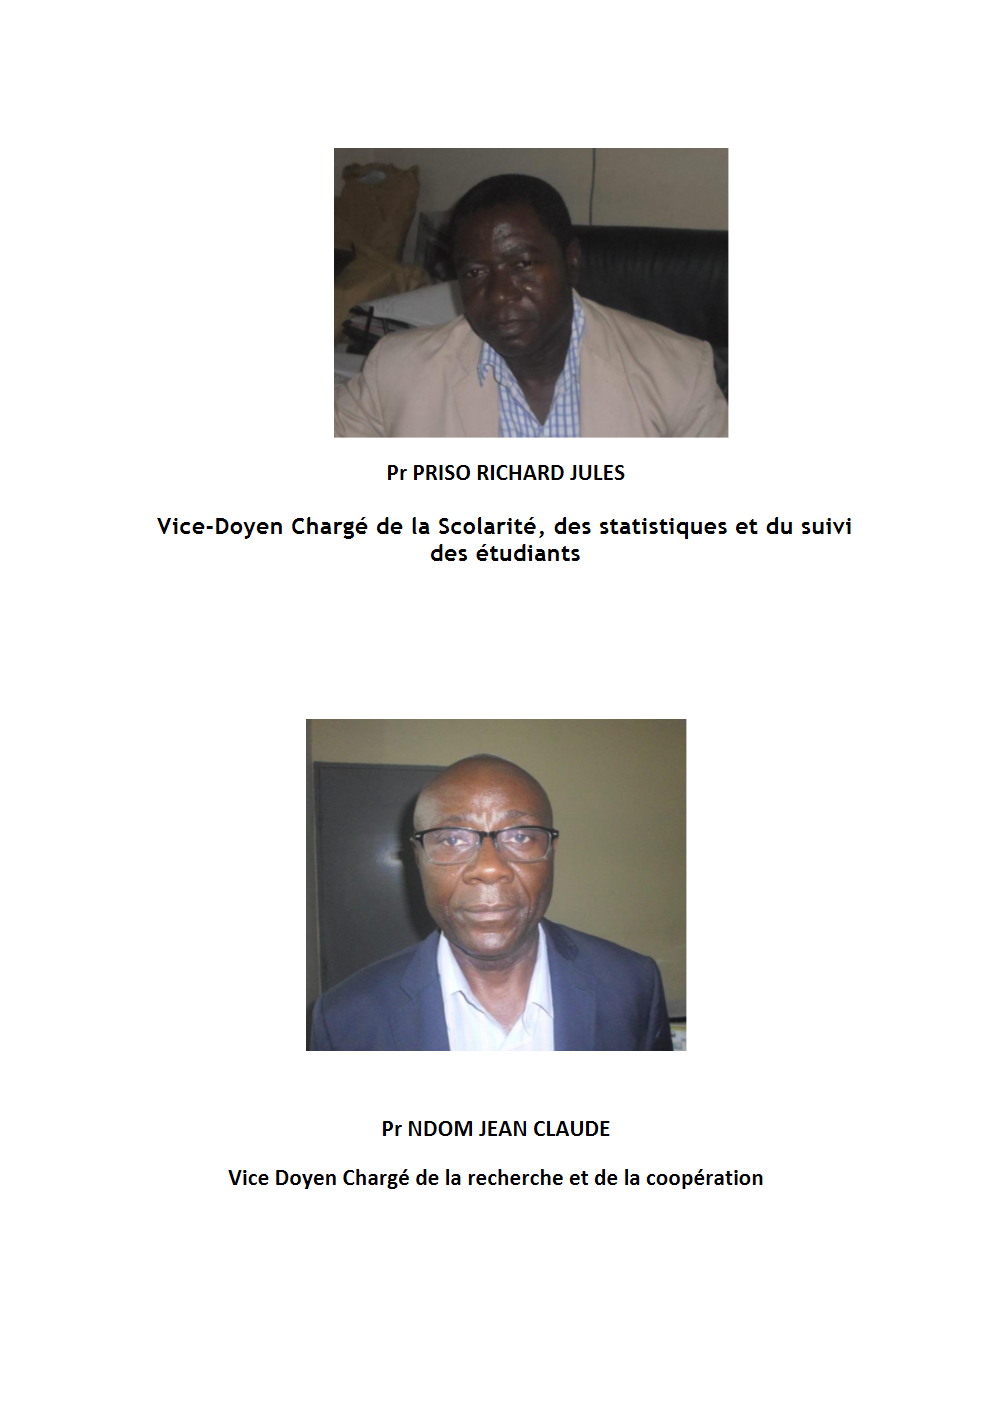 Pr PRISO RICHARD JULES
Vice-Doyen Chargé de la Scolarité, des statistiques et du suivi
des étudiants
Pr NDOM JEAN CLAUDE
Vice Doyen Chargé de la recherche et de la coopération